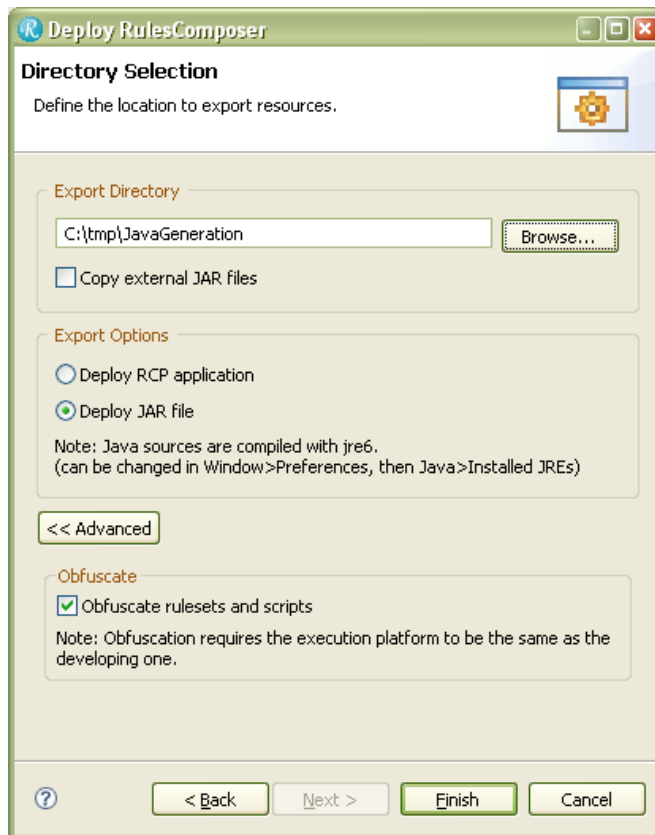 Deploy RulesComposer
Directory Selection
Define the location to export resources.
Export Directory
C:\tmp\JavaGeneration
Browse...
Copy external JAR files
Export Options
Deploy RCP application
Deploy JAR file
Note: Java sources are compiled with jre6.
(can be changed in Window>Preferences, then Java>Installed JREs)
<< Advanced
Obfuscate
Obfuscate rulesets and scripts
Note: Obfuscation requires the execution platform to be the same as the
developing one.
< Back
Next >
Finish
Cancel